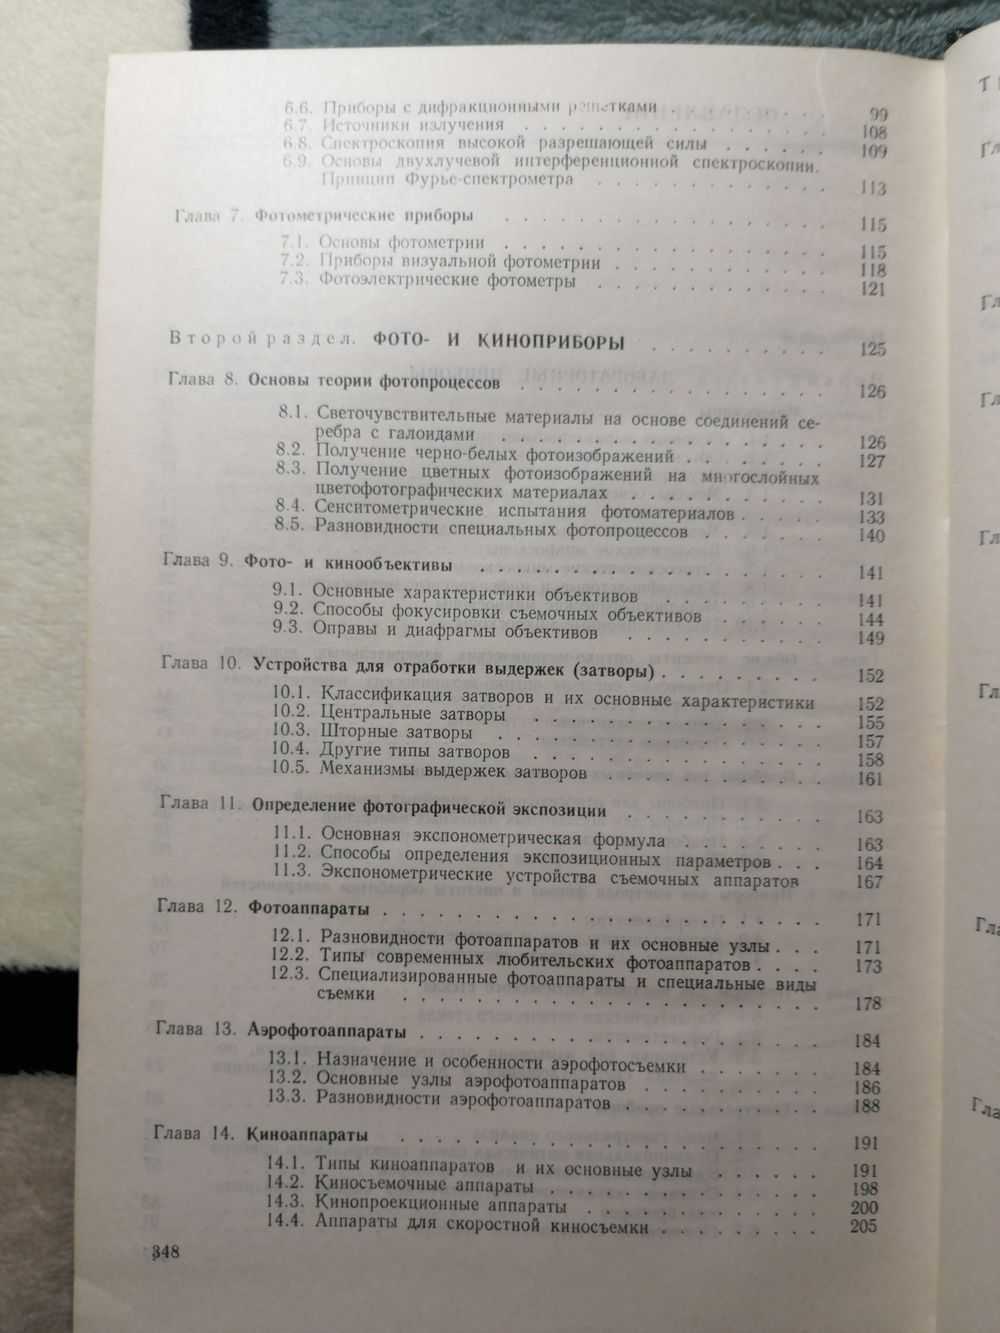 6.6. Приборы с дифракционными решетками . . . . . . . . . 99
6.7. Источники излучения . . . . . . . . . . . . . . . . 108
6.8. Спектроскопия высокой разрешающей силы . . . . . . 109
6.9. Основы двухлучевой интерференционной спектроскопии.
Принцип Фурье-спектрометра . . . . . . . . . . . . 113
Глава 7. Фотометрические приборы . . . . . . . . . . . . . . . . . 115
7.1. Основы фотометрии . . . . . . . . . . . . . . . . . 115
7.2. Приборы визуальной фотометрии . . . . . . . . . . . 118
7.3. Фотоэлектрические фотометры . . . . . . . . . . . . 121
Второй раздел. ФОТО- И КИНОПРИБОРЫ . . . . . . . . . 125
Глава 8. Основы теории фотопроцессов . . . . . . . . . . . . . . . . 126
8.1. Светочувствительные материалы на основе соединений се-
ребра с галоидами . . . . . . . . . . . . . . . . . 126
8.2. Получение черно-белых фотоизображений . . . . . . . 127
8.3. Получение цветных фотоизображений на многослойных
цветофотографических материалах . . . . . . . . . . 131
8.4. Сенситометрические испытания фотоматериалов . . . . . 133
8.5. Разновидности специальных фотопроцессов . . . . . . . 140
Глава 9. Фото- и кинообъективы . . . . . . . . . . . . . . . . . . 141
9.1. Основные характеристики объективов . . . . . . . . . 141
9.2. Способы фокусировки съемочных объективов . . . . . . 144
9.3. Оправы и диафрагмы объективов . . . . . . . . . . 149
Глава 10. Устройства для отработки выдержек (затворы) . . . . . . . . 152
10.1. Классификация затворов и их основные характеристики 152
10.2. Центральные затворы . . . . . . . . . . . . . . . 155
10.3. Шторные затворы . . . . . . . . . . . . . . . . . 157
10.4. Другие типы затворов . . . . . . . . . . . . . . . 158
10.5. Механизмы выдержек затворов . . . . . . . . . . . 161
Глава 11. Определение фотографической экспозиции . . . . . . . . . . 163
11.1. Основная экспонометрическая формула . . . . . . . . 163
11.2. Способы определения экспозиционных параметров . . . 164
11.3. Экспонометрические устройства съемочных аппаратов 167
Глава 12. Фотоаппараты . . . . . . . . . . . . . . . . . . . . . . . 171
12.1. Разновидности фотоаппаратов и их основные узлы . . . 171
12.2. Типы современных любительских фотоаппаратов . . . . 173
12.3. Специализированные фотоаппараты и специальные виды
съемки . . . . . . . . . . . . . . . . . . . . . . 178
Глава 13. Аэрофотоаппараты . . . . . . . . . . . . . . . . . . . . . 184
13.1. Назначение и особенности аэрофотосъемки . . . . . . . 184
13.2. Основные узлы аэрофотоаппаратов . . . . . . . . . . 186
13.3. Разновидности аэрофотоаппаратов . . . . . . . . . . . 188
Глава 14. Киноаппараты . . . . . . . . . . . . . . . . . . . . . . 191
14.1. Типы киноаппаратов и их основные узлы . . . . . . 191
14.2. Киносъемочные аппараты . . . . . . . . . . . . . . 198
14.3. Кинопроекционные аппараты . . . . . . . . . . . . 200
14.4. Аппараты для скоростной киносъемки . . . . . . . . . 205
348